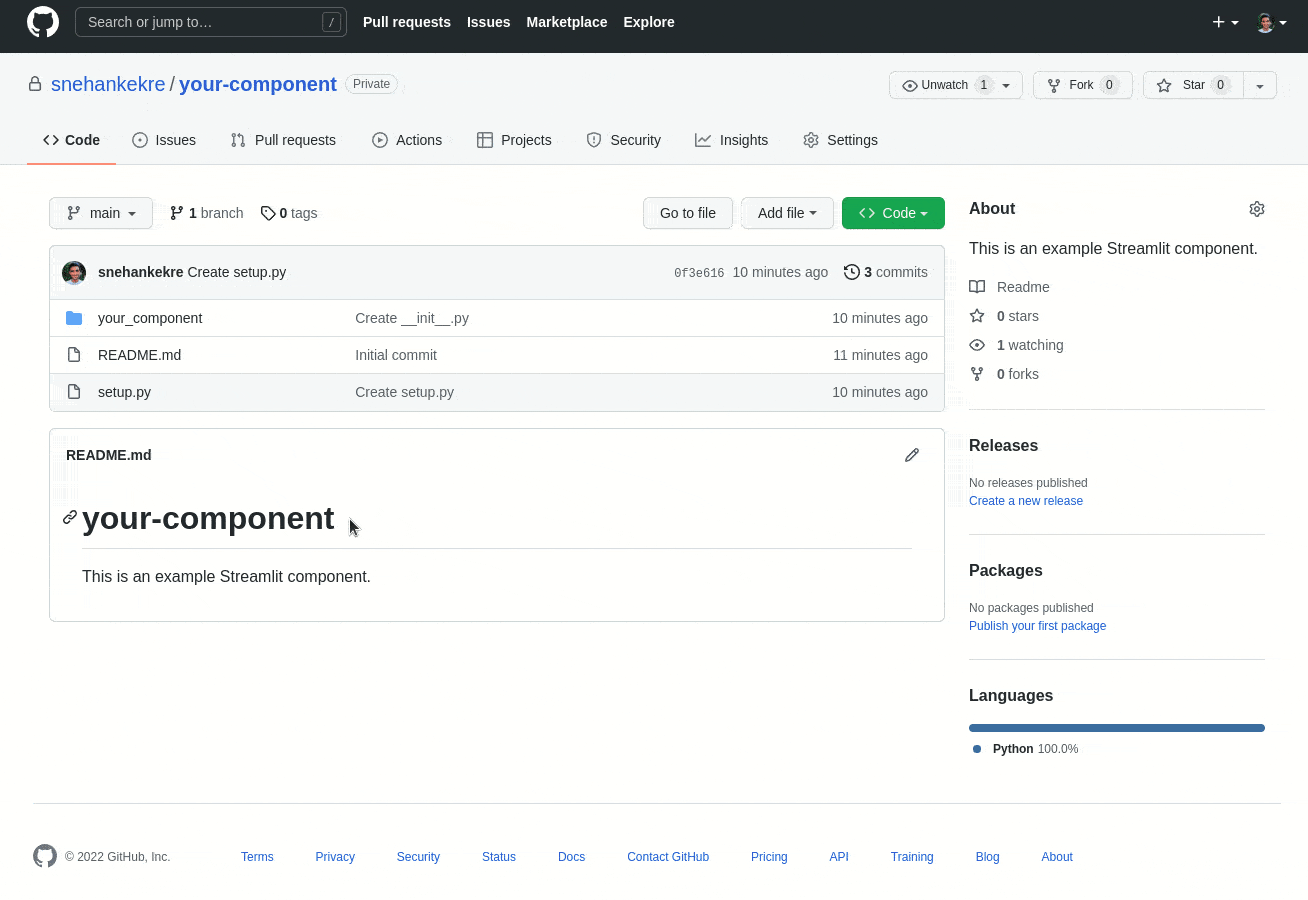 Search or jump to… /
Pull requests Issues Marketplace Explore
snehankekre / your-component Private
Unwatch 1 Fork 0 Star 0
Code Issues Pull requests Actions Projects Security Insights Settings
main 1 branch 0 tags
Go to file Add file Code
snehankekre Create setup.py 0f3e616 10 minutes ago 3 commits
your_component Create __init__.py 10 minutes ago
README.md Initial commit 11 minutes ago
setup.py Create setup.py 10 minutes ago
README.md
your-component
This is an example Streamlit component.
About
This is an example Streamlit component.
Readme
0 stars
1 watching
0 forks
Releases
No releases published
Create a new release
Packages
No packages published
Publish your first package
Languages
Python 100.0%
© 2022 GitHub, Inc. Terms Privacy Security Status Docs Contact GitHub Pricing API Training Blog About